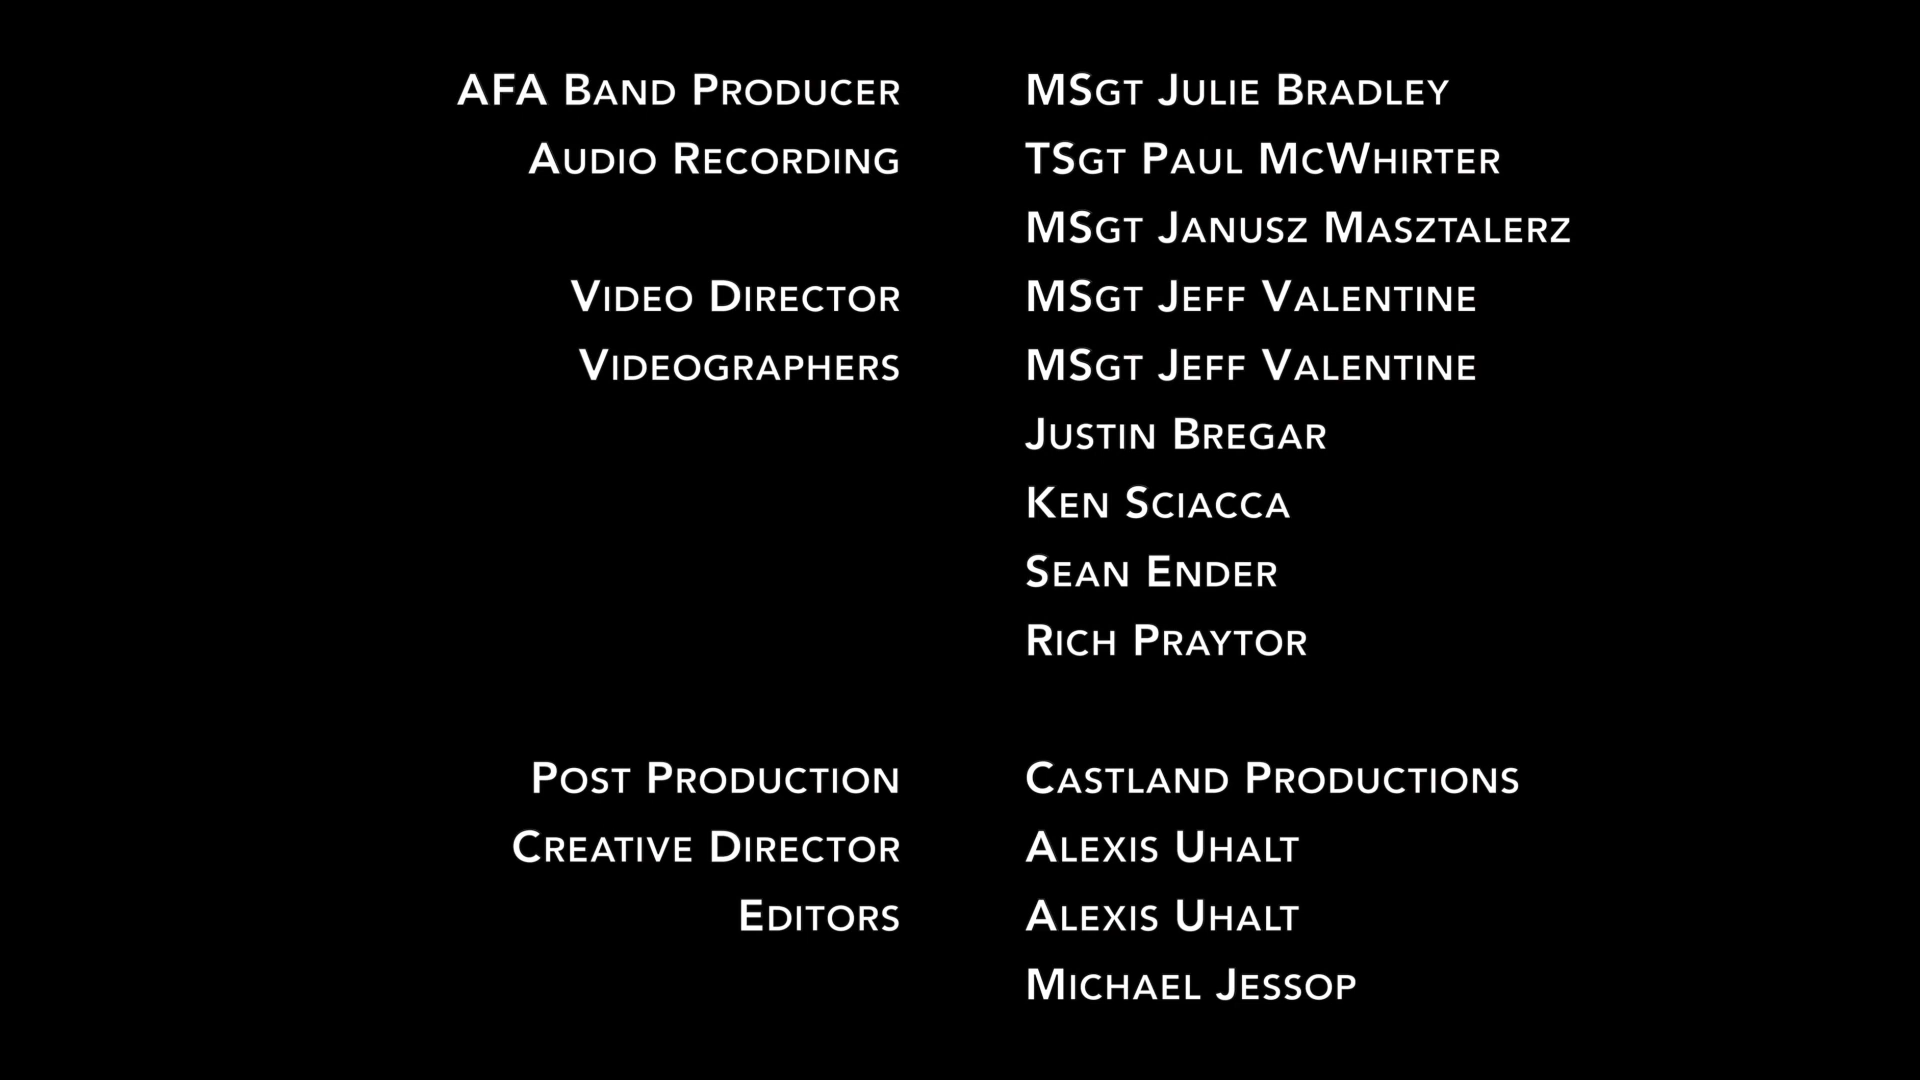 AFA Band Producer MSgt Julie Bradley
Audio Recording TSgt Paul McWhirter
MSgt Janusz Masztalerz
Video Director MSgt Jeff Valentine
Videographers MSgt Jeff Valentine
Justin Bregar
Ken Sciacca
Sean Ender
Rich Praytor
Post Production Castland Productions
Creative Director Alexis Uhalt
Editors Alexis Uhalt
Michael Jessop